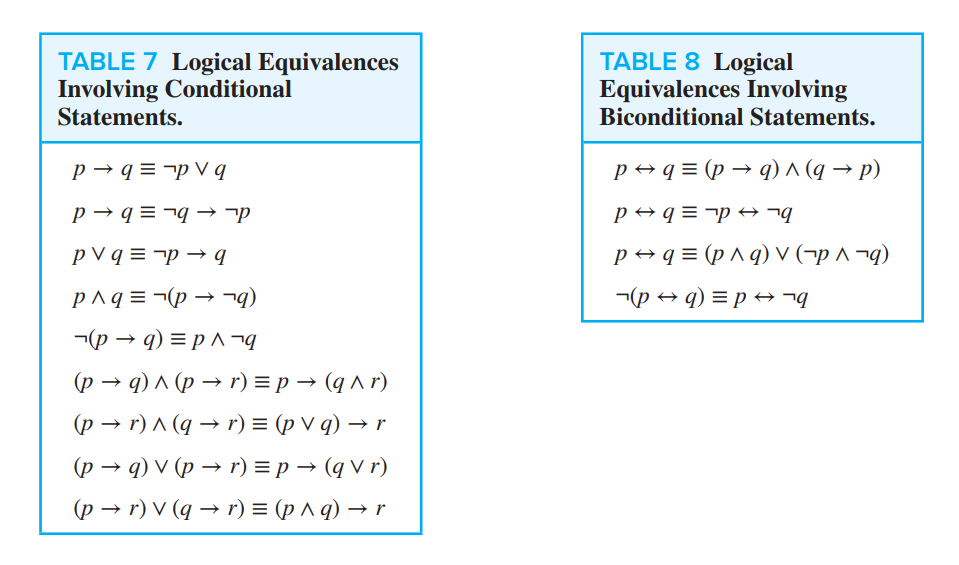 TABLE 7 Logical Equivalences
Involving Conditional
Statements.
p → q ≡ ¬p ∨ q
p → q ≡ ¬q → ¬p
p ∨ q ≡ ¬p → q
p ∧ q ≡ ¬(p → ¬q)
¬(p → q) ≡ p ∧ ¬q
(p → q) ∧ (p → r) ≡ p → (q ∧ r)
(p → r) ∧ (q → r) ≡ (p ∨ q) → r
(p → q) ∨ (p → r) ≡ p → (q ∨ r)
(p → r) ∨ (q → r) ≡ (p ∧ q) → r
TABLE 8 Logical
Equivalences Involving
Biconditional Statements.
p ↔ q ≡ (p → q) ∧ (q → p)
p ↔ q ≡ ¬p ↔ ¬q
p ↔ q ≡ (p ∧ q) ∨ (¬p ∧ ¬q)
¬(p ↔ q) ≡ p ↔ ¬q